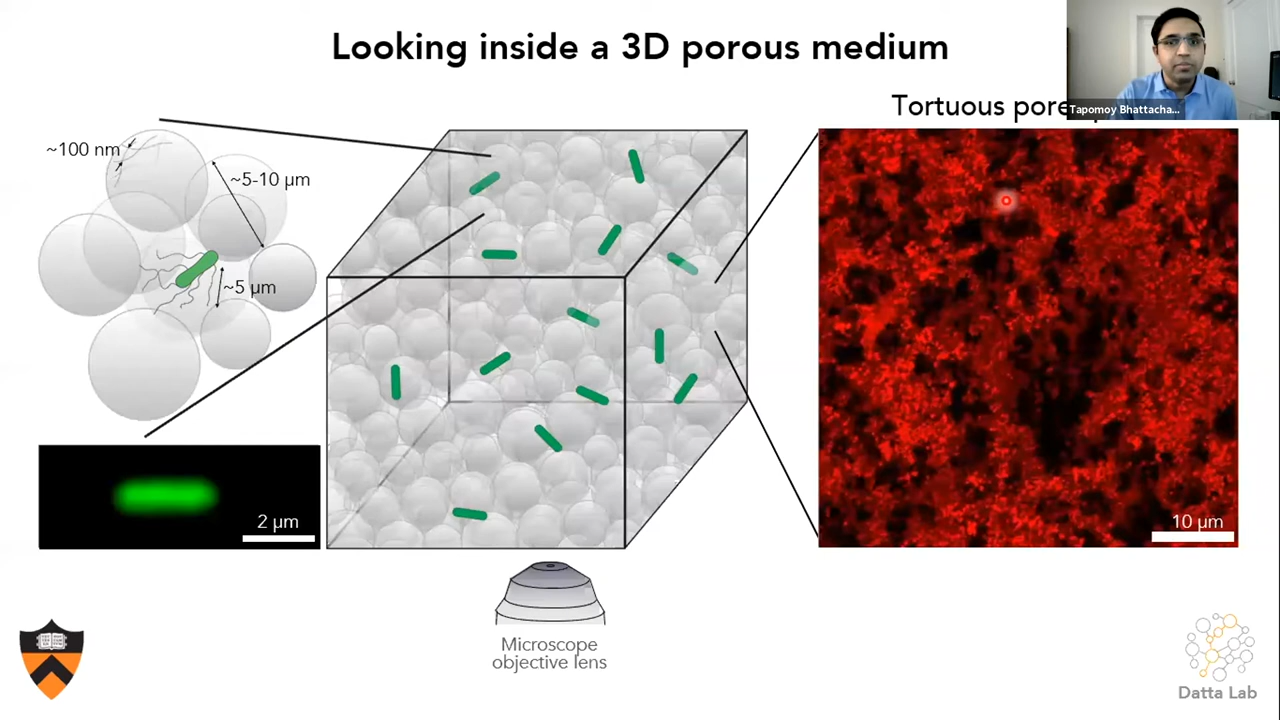 Looking inside a 3D porous medium
Tapomoy Bhattacha...
Tortuous pore
~100 nm
~5-10 µm
~5 µm
2 µm
10 µm
Microscope
objective lens
Datta Lab